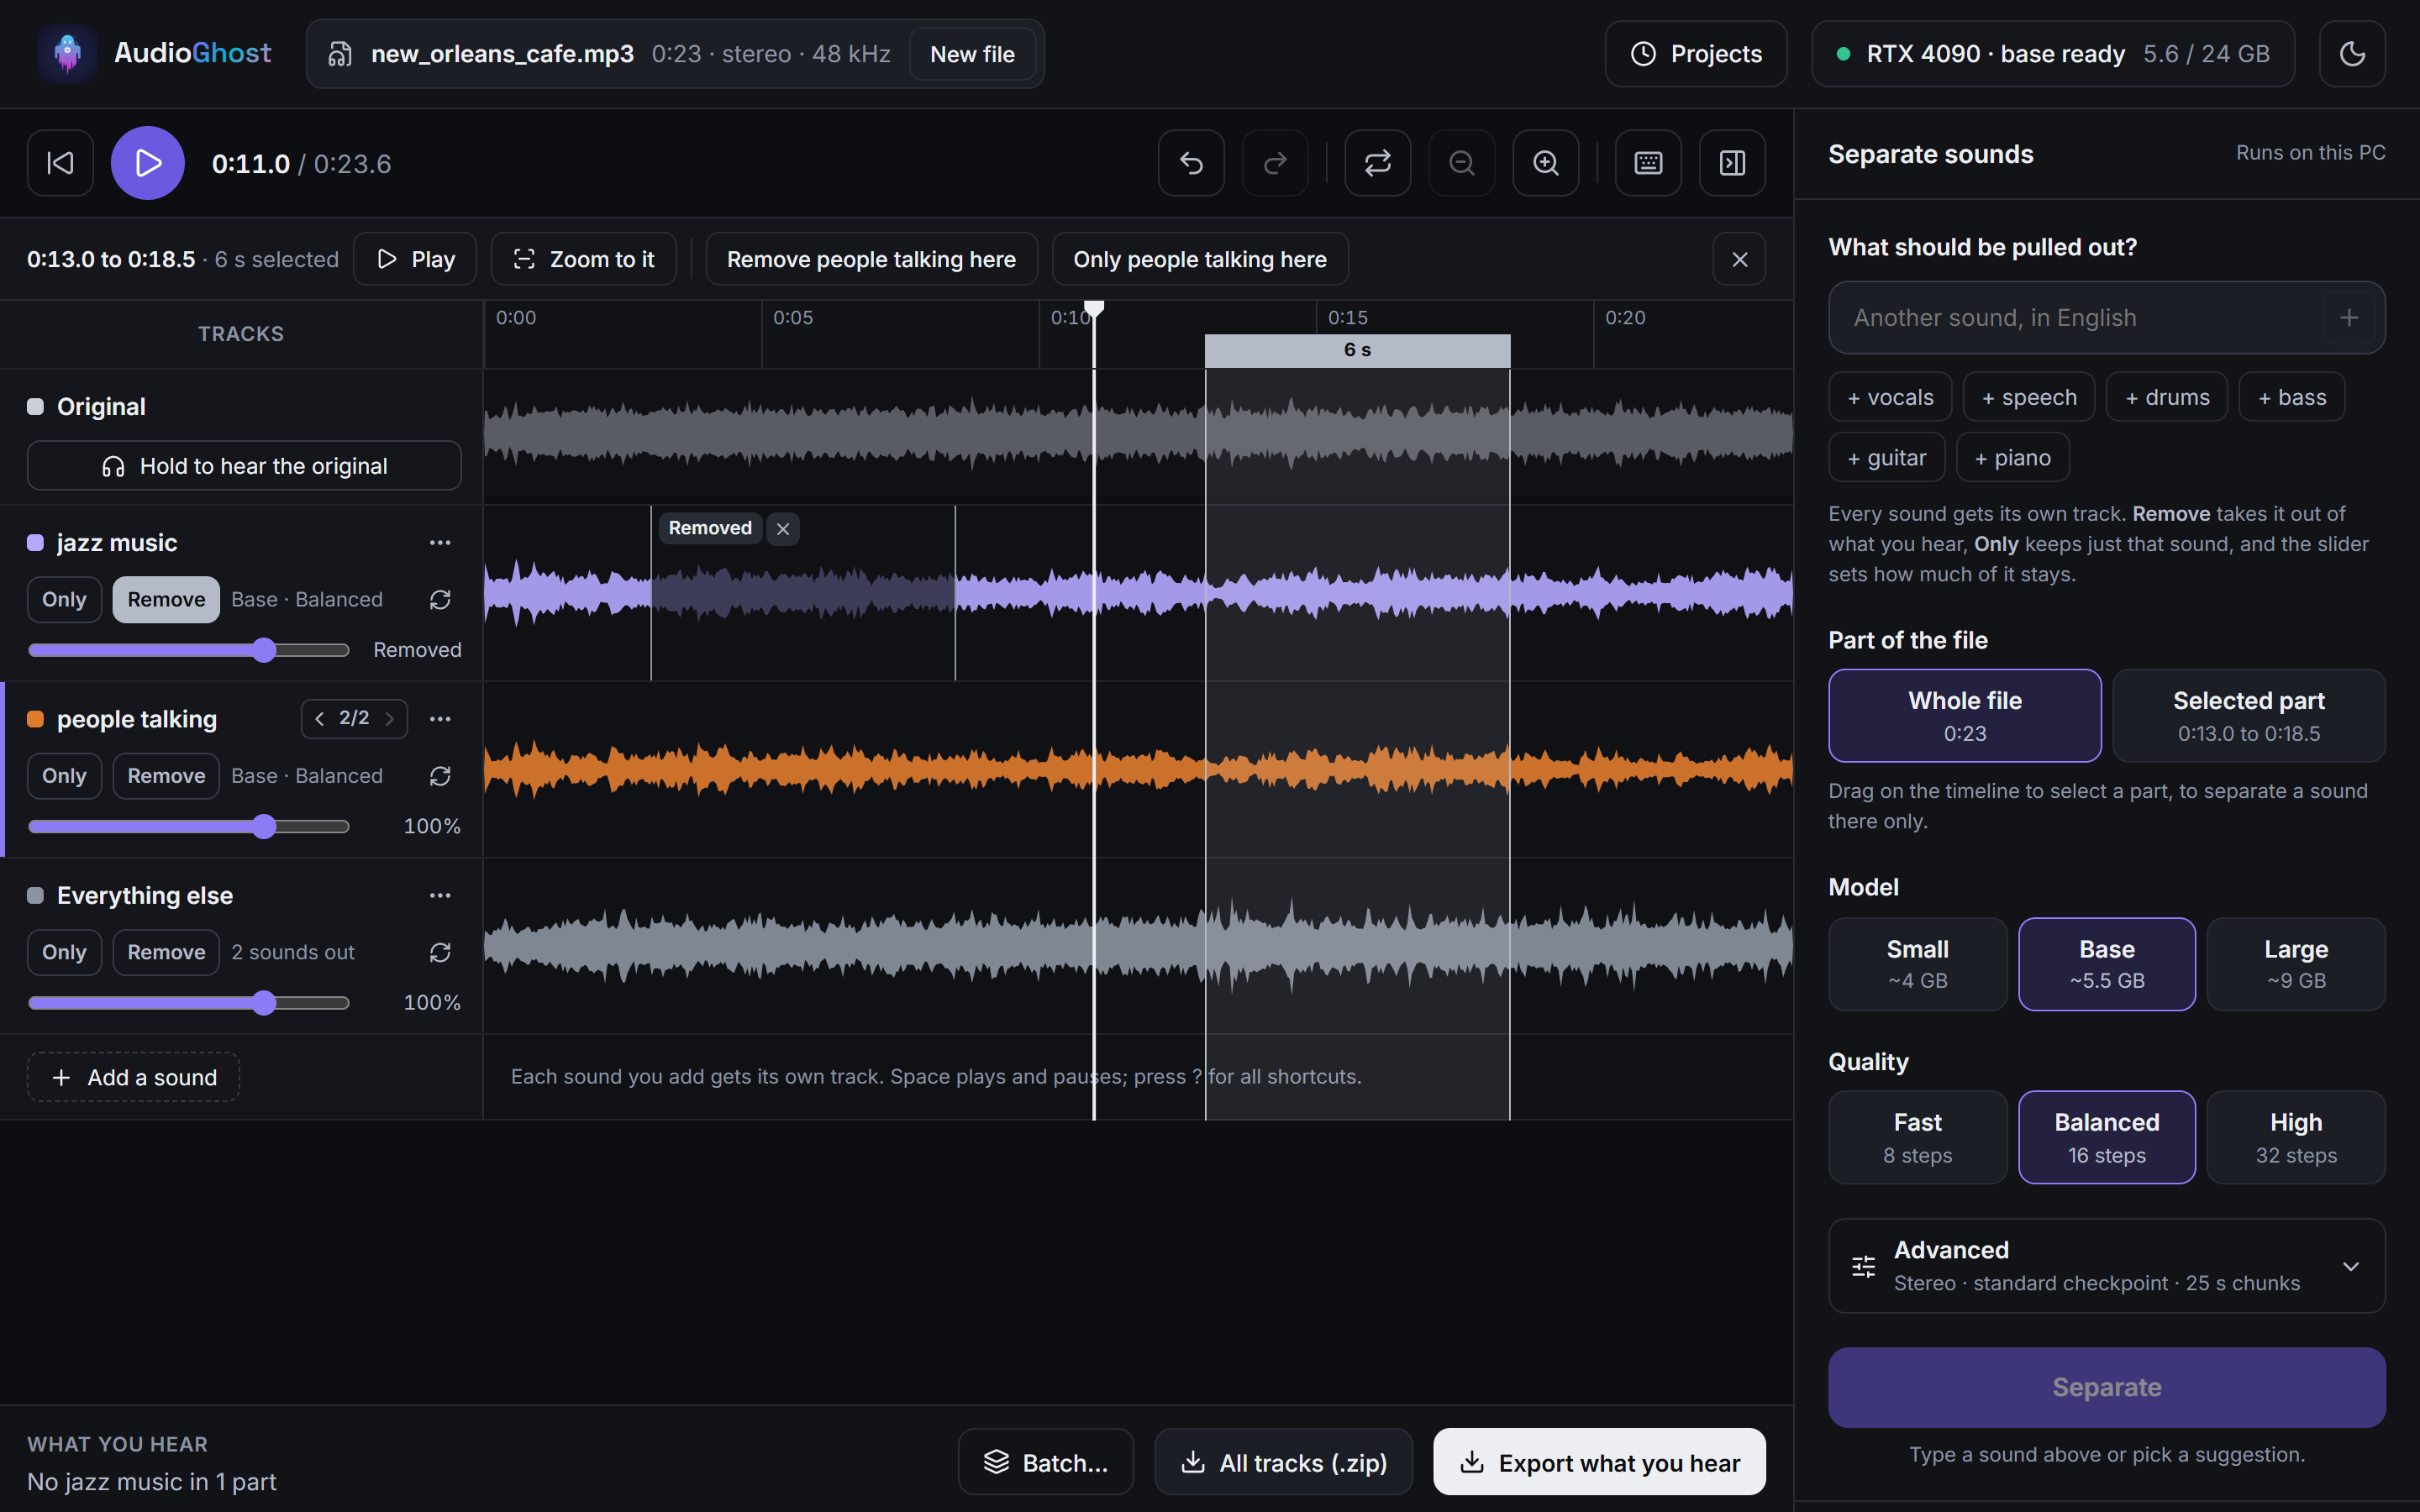 AudioGhost
new_orleans_cafe.mp3 0:23 · stereo · 48 kHz New file
Projects
RTX 4090 · base ready 5.6 / 24 GB
0:11.0 / 0:23.6
0:13.0 to 0:18.5 · 6 s selected Play Zoom to it Remove people talking here Only people talking here
TRACKS
0:00 0:05 0:10 0:15 0:20
6 s
Original
Hold to hear the original
jazz music
Removed
Only Remove Base · Balanced
Removed
people talking 2/2
Only Remove Base · Balanced
100%
Everything else
Only Remove 2 sounds out
100%
+ Add a sound
Each sound you add gets its own track. Space plays and pauses; press ? for all shortcuts.
WHAT YOU HEAR
No jazz music in 1 part
Batch... All tracks (.zip) Export what you hear
Separate sounds Runs on this PC
What should be pulled out?
Another sound, in English +
+ vocals + speech + drums + bass
+ guitar + piano
Every sound gets its own track. Remove takes it out of
what you hear, Only keeps just that sound, and the slider
sets how much of it stays.
Part of the file
Whole file Selected part
0:23 0:13.0 to 0:18.5
Drag on the timeline to select a part, to separate a sound
there only.
Model
Small Base Large
~4 GB ~5.5 GB ~9 GB
Quality
Fast Balanced High
8 steps 16 steps 32 steps
Advanced
Stereo · standard checkpoint · 25 s chunks
Separate
Type a sound above or pick a suggestion.